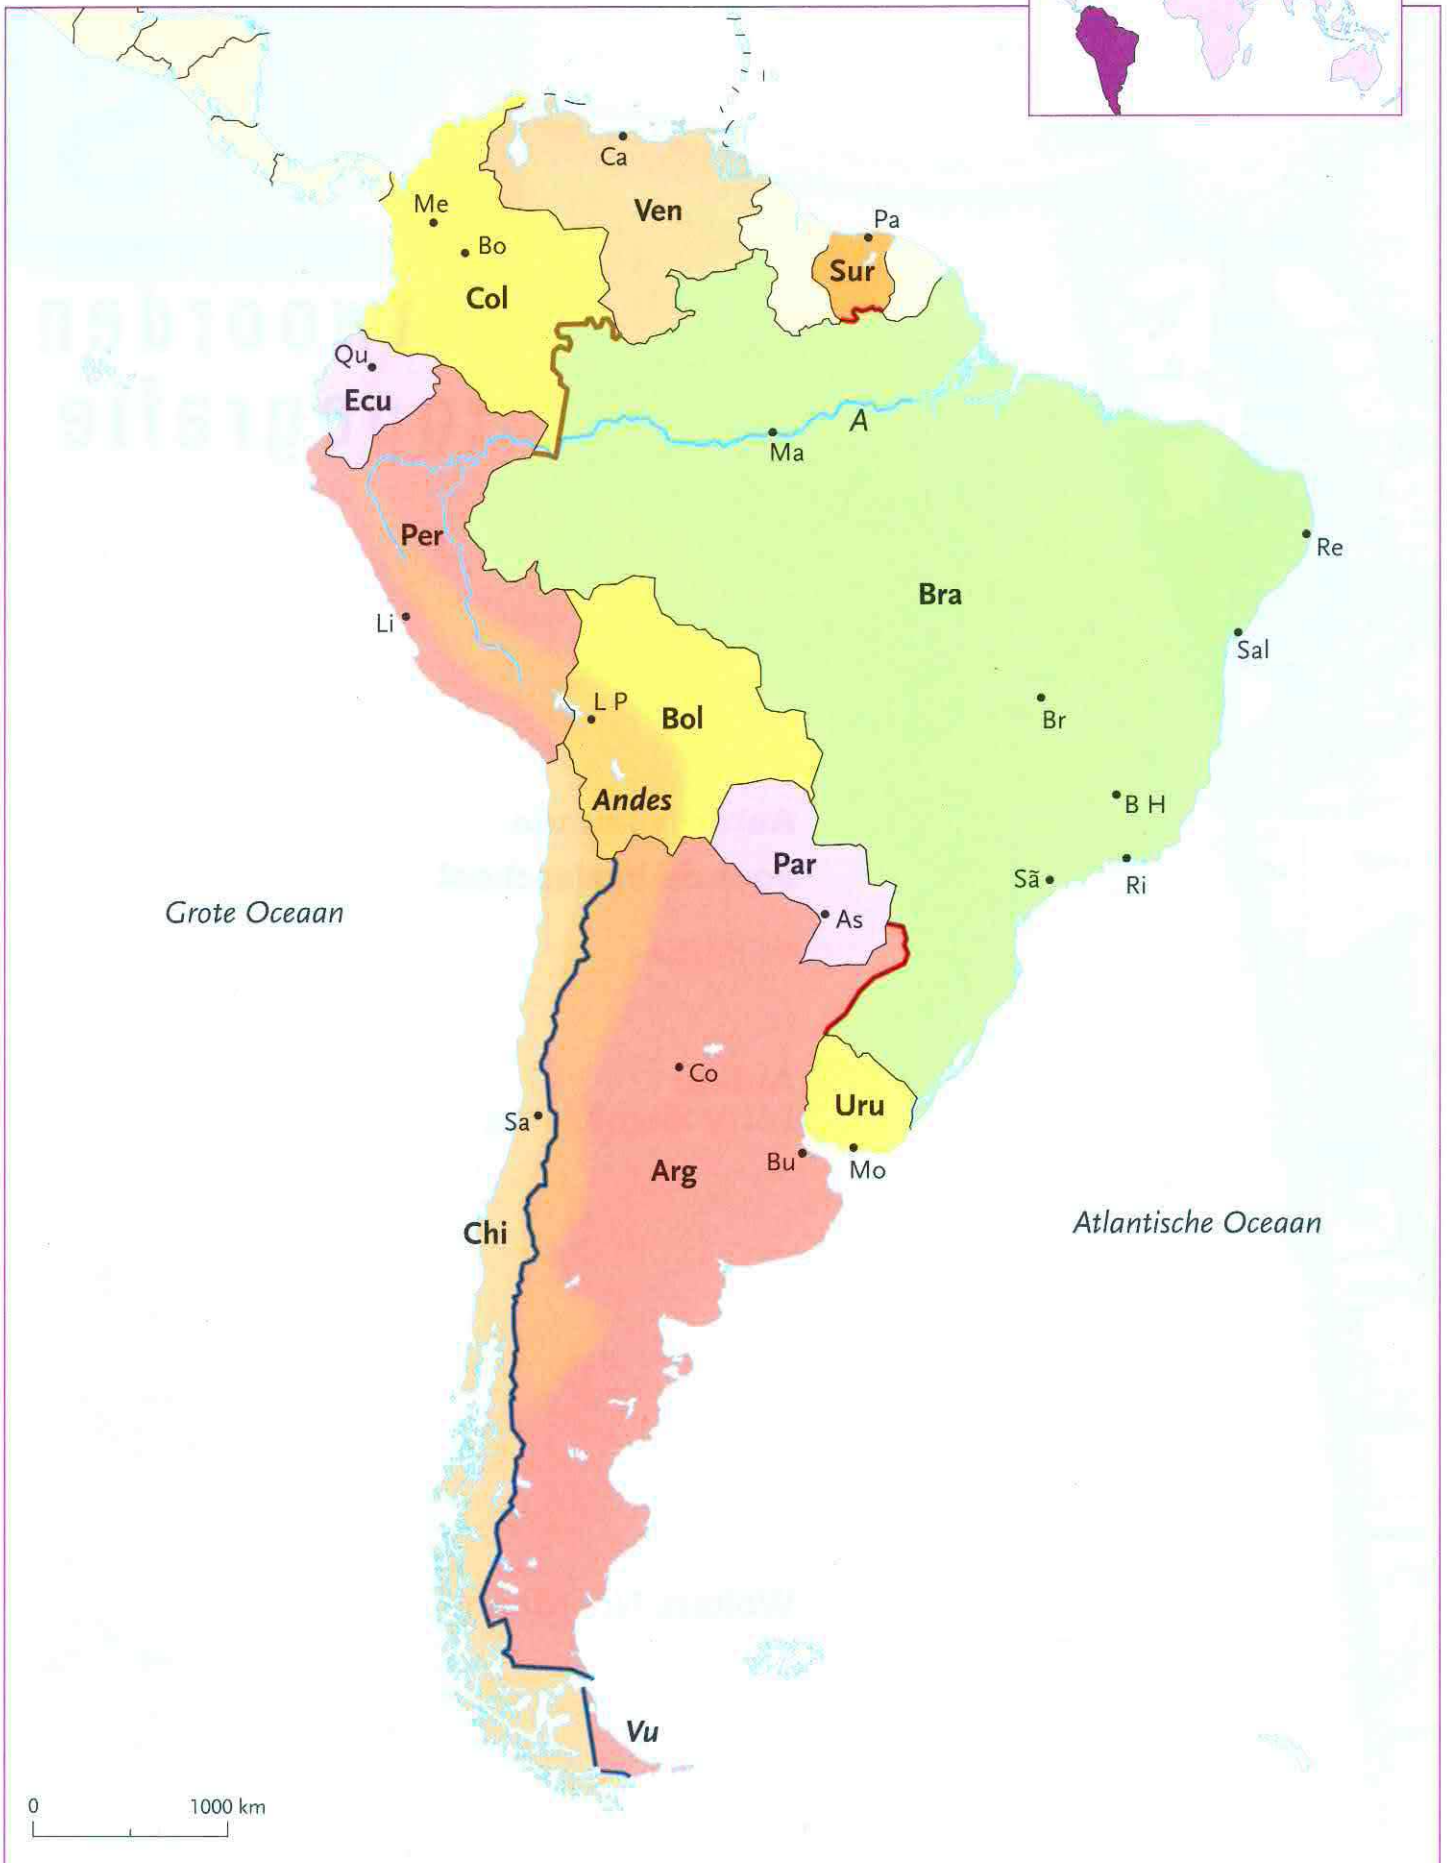 Ca
Me
Ven
Pa
Bo
Sur
Col
Qu
Ecu
A
Ma
Per
Re
Bra
Li
Sal
L P
Bol
Br
Andes
B H
Par
Sã
Ri
Grote Oceaan
As
Co
Uru
Sa
Bu
Mo
Arg
Atlantische Oceaan
Chi
Vu
0 1000 km